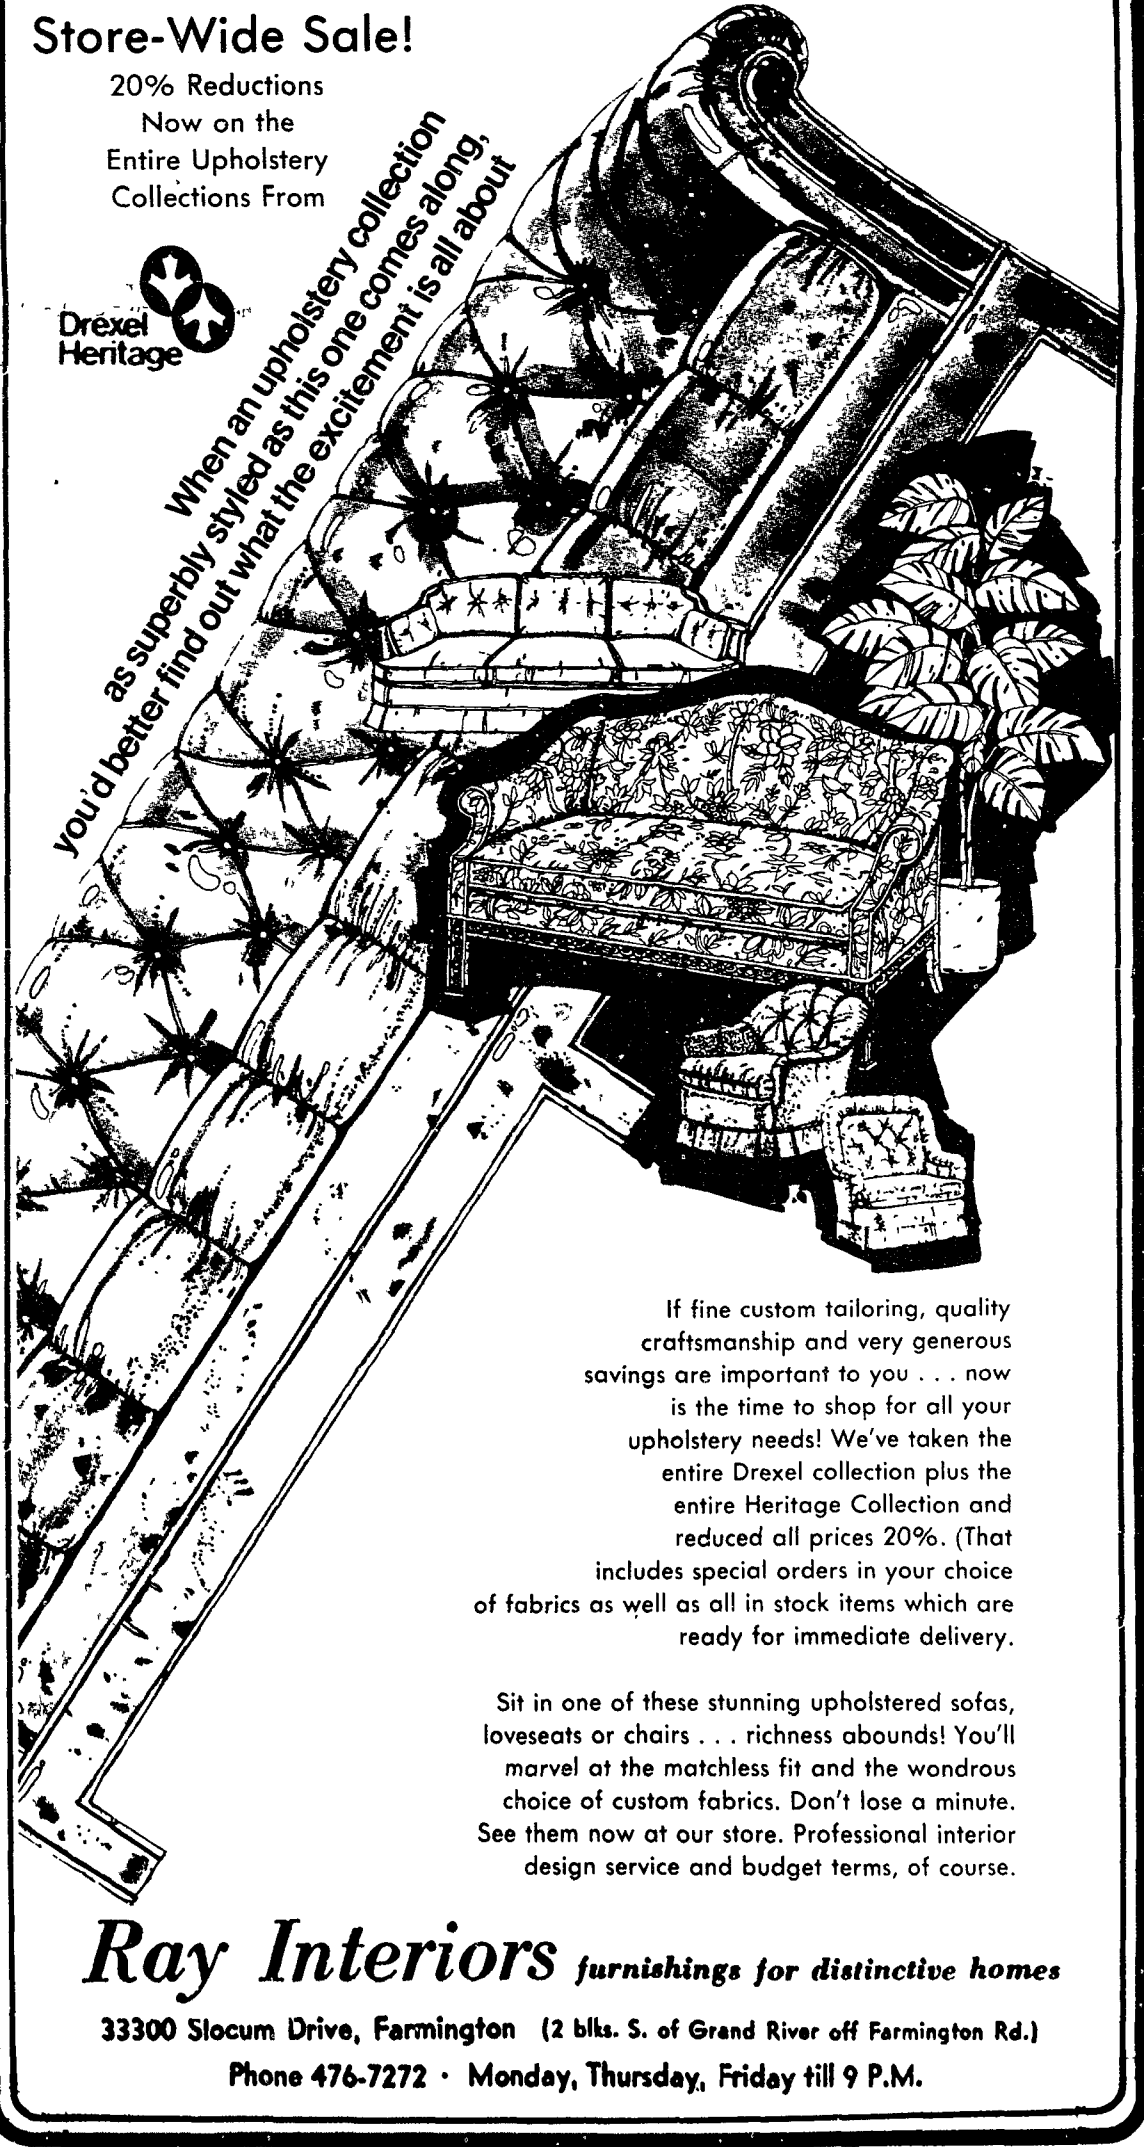 Store-Wide Sale!
20% Reductions
Now on the
Entire Upholstery
Collections From
Drexel
Heritage
When an upholstery collection
as superbly styled as this one comes along,
you'd better find out what the excitement is all about
If fine custom tailoring, quality
craftsmanship and very generous
savings are important to you . . . now
is the time to shop for all your
upholstery needs! We've taken the
entire Drexel collection plus the
entire Heritage Collection and
reduced all prices 20%. (That
includes special orders in your choice
of fabrics as well as all in stock items which are
ready for immediate delivery.
Sit in one of these stunning upholstered sofas,
loveseats or chairs . . . richness abounds! You'll
marvel at the matchless fit and the wondrous
choice of custom fabrics. Don't lose a minute.
See them now at our store. Professional interior
design service and budget terms, of course.
Ray Interiors furnishings for distinctive homes
33300 Slocum Drive, Farmington (2 blks. S. of Grand River off Farmington Rd.)
Phone 476-7272 · Monday, Thursday, Friday till 9 P.M.